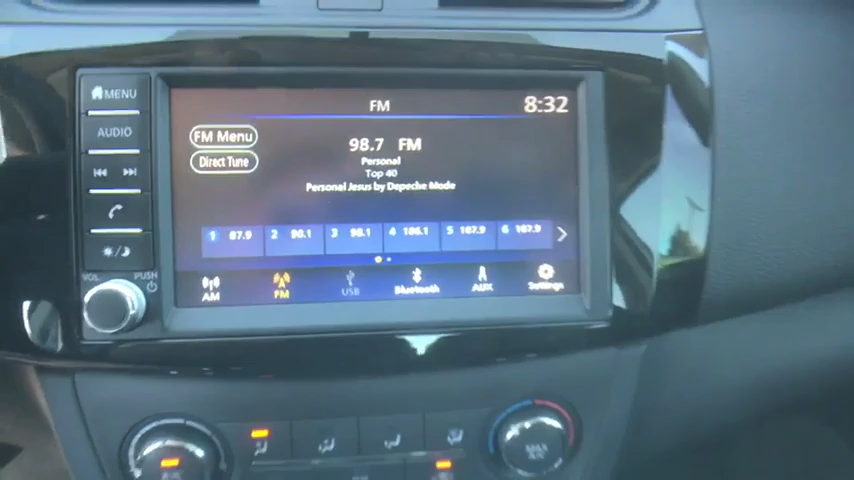 MENU
AUDIO
VOL
PUSH
FM
8:32
FM Menu
Direct Tune
98.7 FM
Personal
Top 40
Personal Jesus by Depeche Mode
1 87.9
2 90.1
3 98.1
4 106.1
5 107.9
6 107.9
AM
FM
USB
Bluetooth
AUX
Settings
MAX
A/C